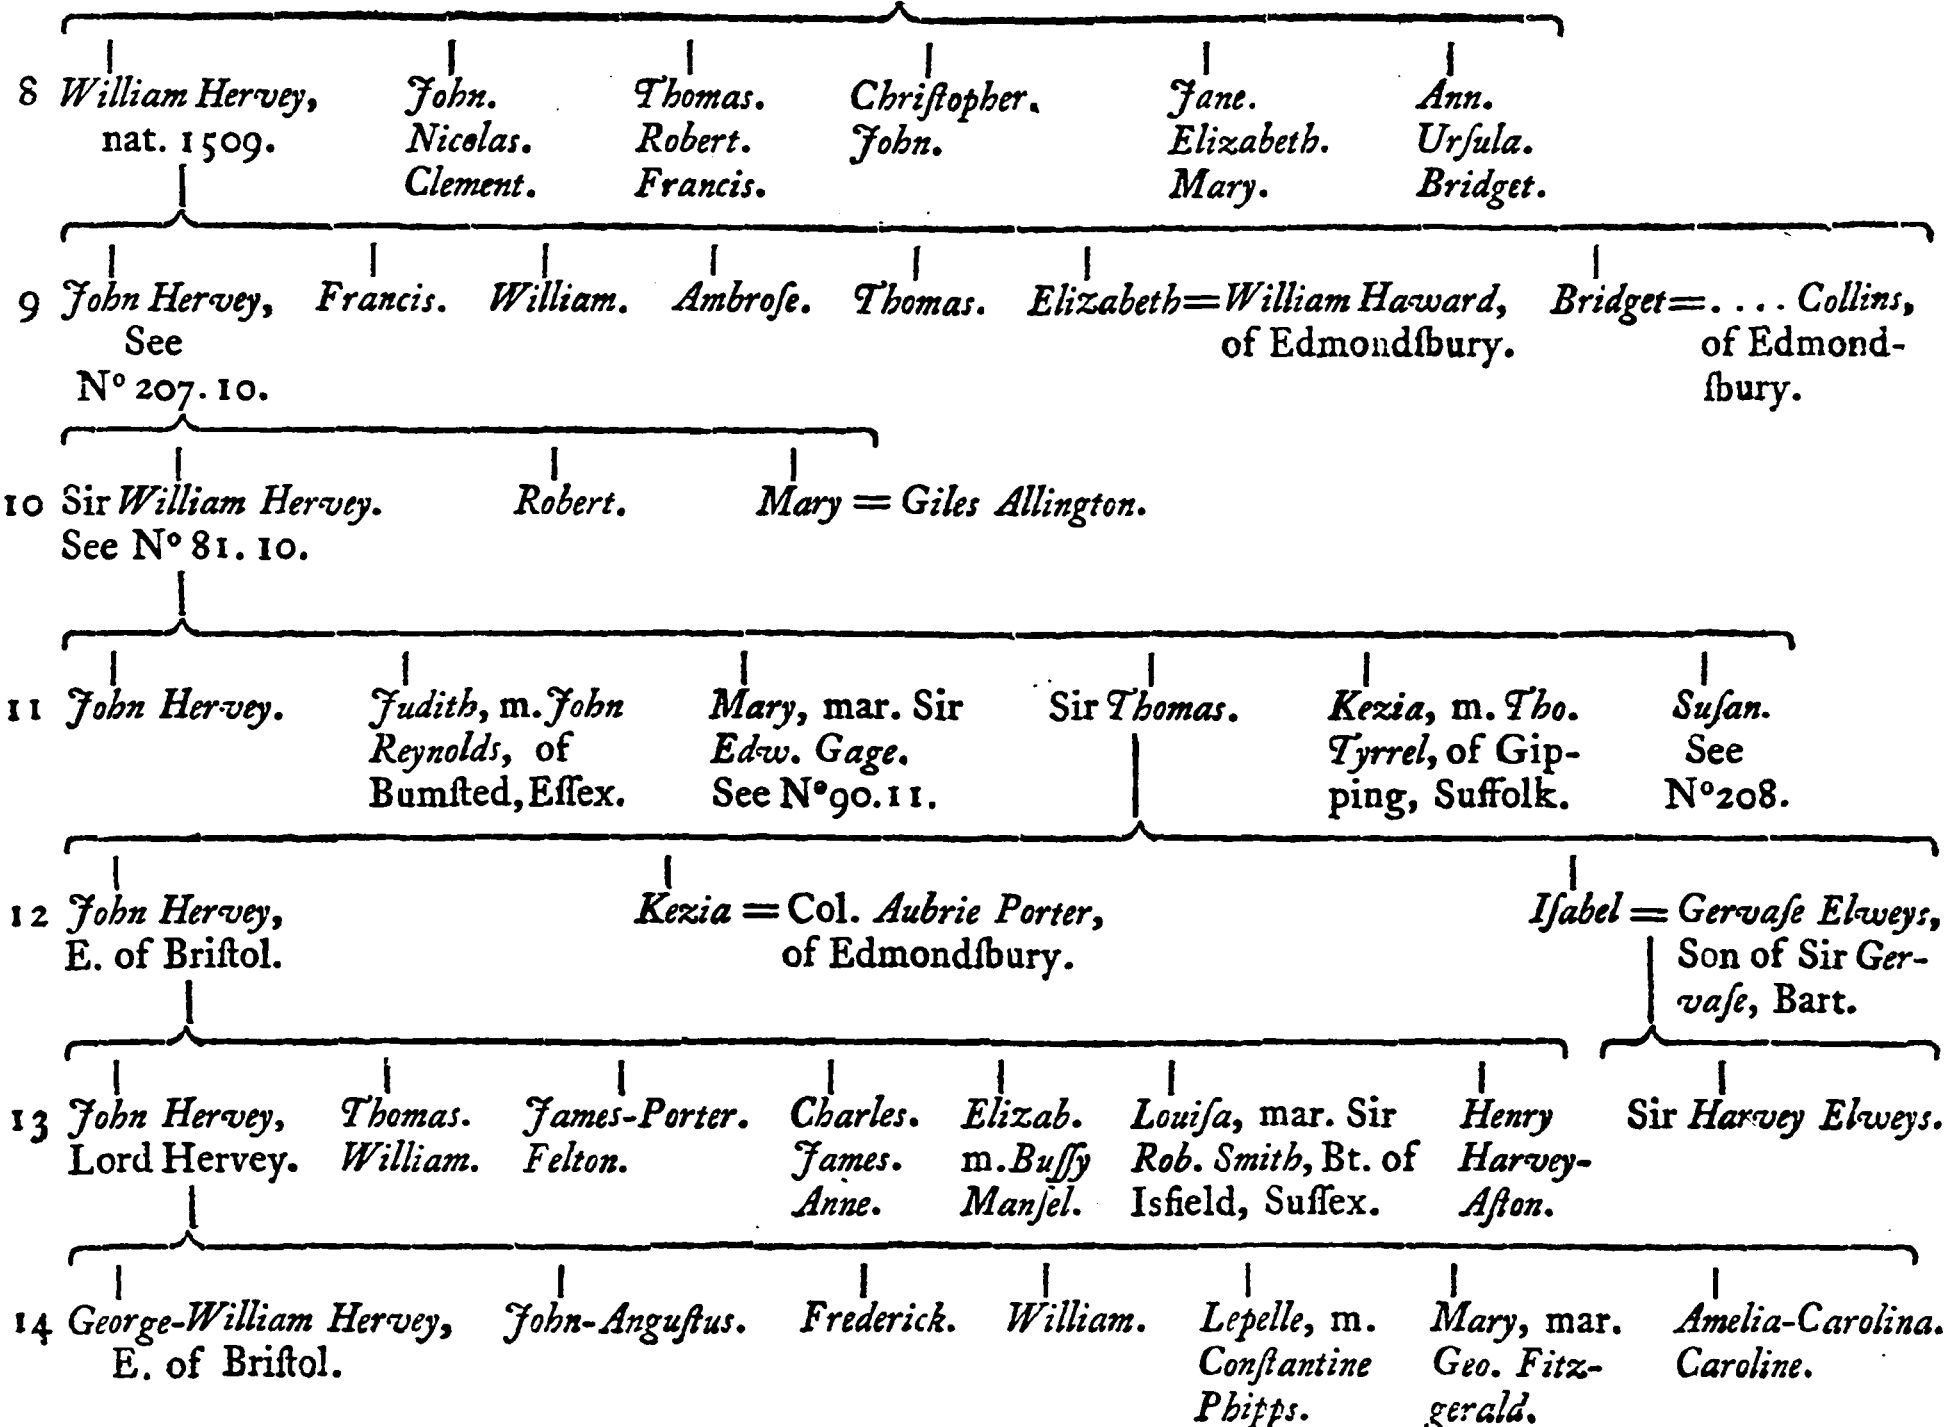 8 William Hervey, John. Thomas. Chriſtopher. Jane. Ann.
nat. 1509. Nicolas. Robert. John. Elizabeth. Urſula.
Clement. Francis. Mary. Bridget.
9 John Hervey, Francis. William. Ambroſe. Thomas. Elizabeth=William Haward, Bridget=.... Collins,
See of Edmondſbury. of Edmond-
No 207.10. ſbury.
10 Sir William Hervey. Robert. Mary = Giles Allington.
See No 81.10.
11 John Hervey. Judith, m. John Mary, mar. Sir Sir Thomas. Kezia, m. Tho. Suſan.
Reynolds, of Edw. Gage. Tyrrel, of Gip- See
Bumſted, Eſſex. See No 90.11. ping, Suffolk. No 208.
12 John Hervey, Kezia = Col. Aubrie Porter, Iſabel = Gervaſe Elweys,
E. of Briſtol. of Edmondſbury. Son of Sir Ger-
vaſe, Bart.
13 John Hervey, Thomas. James-Porter. Charles. Elizab. Louiſa, mar. Sir Henry Sir Harvey Elweys.
Lord Hervey. William. Felton. James. m. Buſſy Rob. Smith, Bt. of Harvey-
Anne. Manſel. Isfield, Suſſex. Aſton.
14 George-William Hervey, John-Anguſtus. Frederick. William. Lepelle, m. Mary, mar. Amelia-Carolina.
E. of Briſtol. Conſtantine Geo. Fitz- Caroline.
Phipps. gerald.